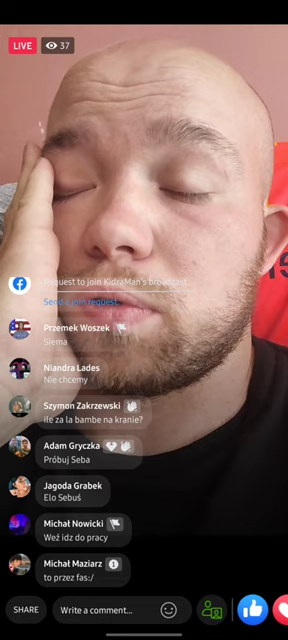 LIVE 37
Request to join KidraMan's broadcast.
Send a join request.
Przemek Woszek
Siema
Niandra Lades
Nie chcemy
Szymon Zakrzewski
ile za la bambe na kranie?
Adam Gryczka
Próbuj Seba
Jagoda Grabek
Elo Sebuś
Michał Nowicki
Weź idz do pracy
Michał Maziarz 1
to przez fas:/
SHARE Write a comment...